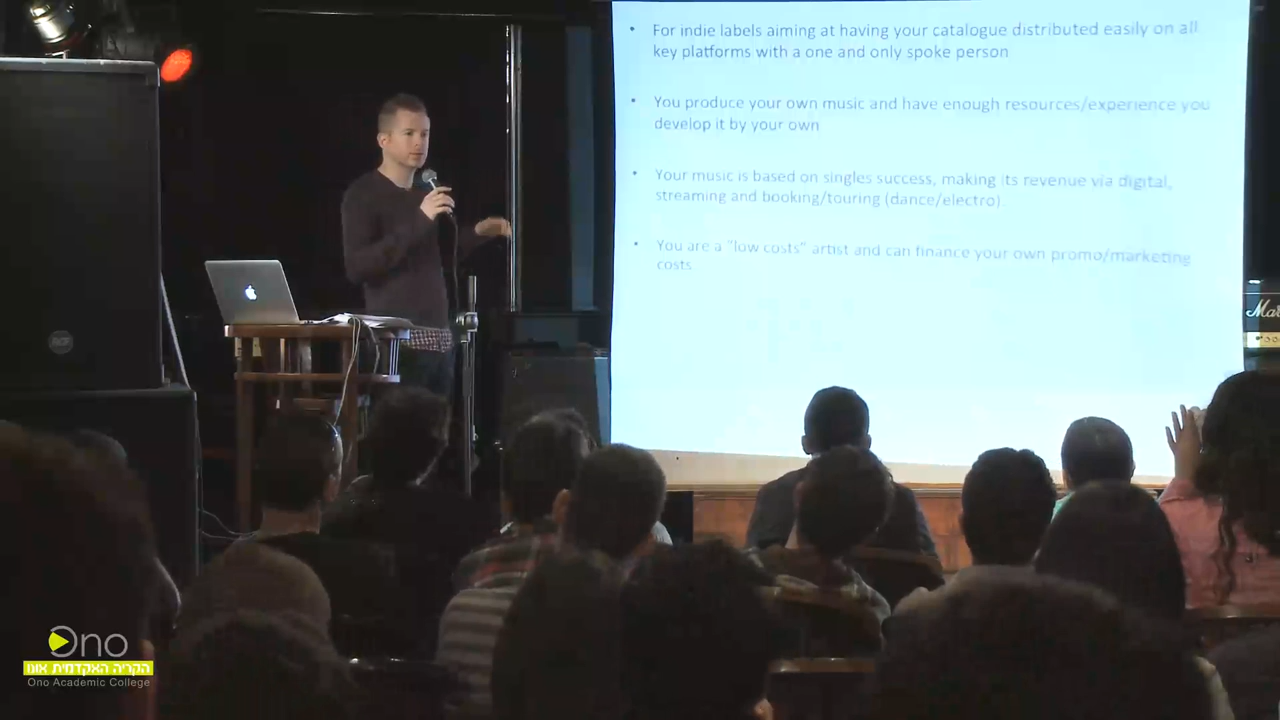 • For indie labels aiming at having your catalogue distributed easily on all
key platforms with a one and only spoke person
• You produce your own music and have enough resources/experience you
develop it by your own
• Your music is based on singles success, making its revenue via digital,
streaming and booking/touring (dance/electro).
• You are a "low costs" artist and can finance your own promo/marketing
costs
RCF
Mar
Ono
הקריה האקדמית אונו
Ono Academic College